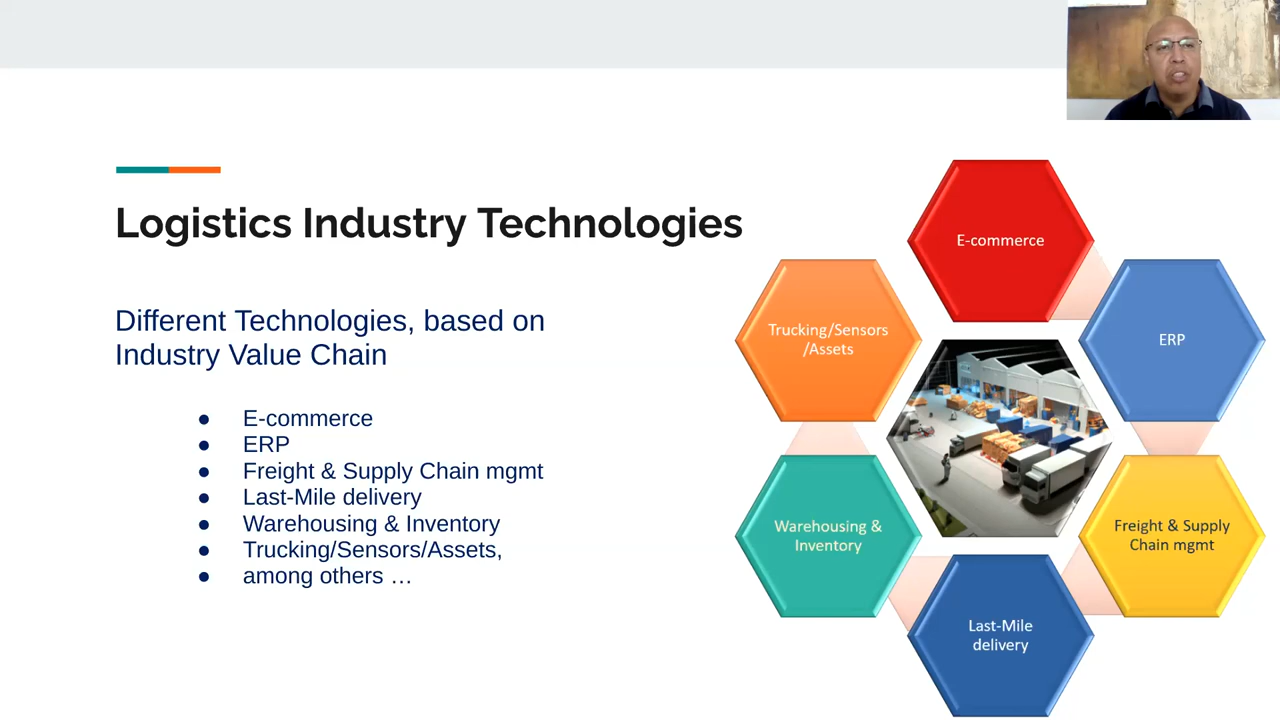 Logistics Industry Technologies
Different Technologies, based on
Industry Value Chain
● E-commerce
● ERP
● Freight & Supply Chain mgmt
● Last-Mile delivery
● Warehousing & Inventory
● Trucking/Sensors/Assets,
● among others …
E-commerce
ERP
Freight & Supply
Chain mgmt
Last-Mile
delivery
Warehousing &
Inventory
Trucking/Sensors
/Assets